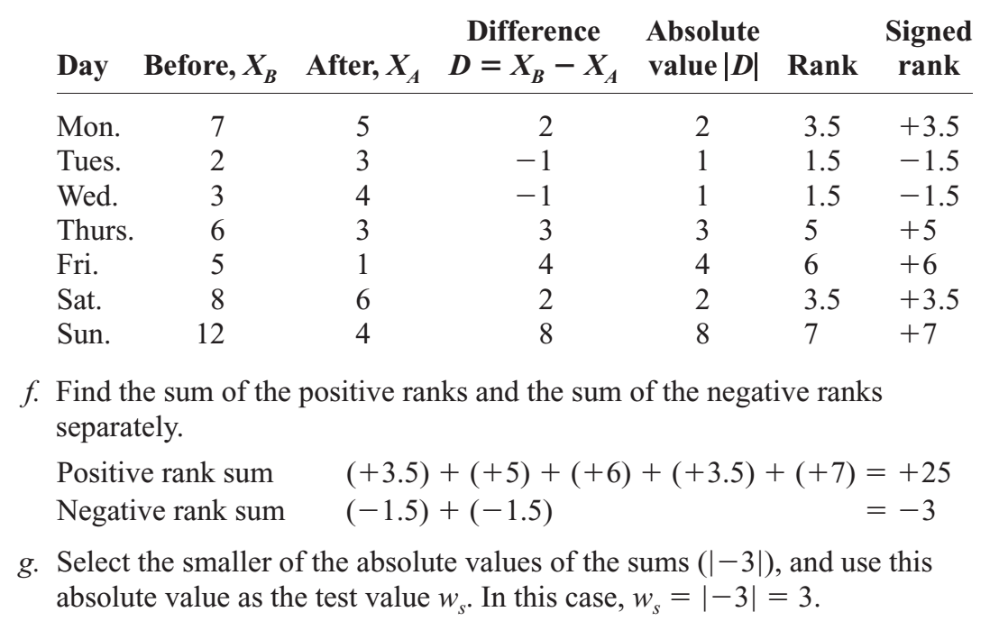 Difference Absolute Signed
Day Before, X_B After, X_A D = X_B − X_A value |D| Rank rank
Mon. 7 5 2 2 3.5 +3.5
Tues. 2 3 −1 1 1.5 −1.5
Wed. 3 4 −1 1 1.5 −1.5
Thurs. 6 3 3 3 5 +5
Fri. 5 1 4 4 6 +6
Sat. 8 6 2 2 3.5 +3.5
Sun. 12 4 8 8 7 +7
f. Find the sum of the positive ranks and the sum of the negative ranks
separately.
Positive rank sum (+3.5) + (+5) + (+6) + (+3.5) + (+7) = +25
Negative rank sum (−1.5) + (−1.5) = −3
g. Select the smaller of the absolute values of the sums (|−3|), and use this
absolute value as the test value w_s. In this case, w_s = |−3| = 3.